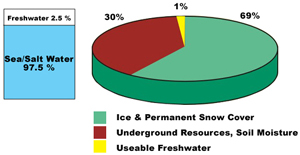 Freshwater 2.5 %
Sea/Salt Water
97.5 %
30%
1%
69%
Ice & Permanent Snow Cover
Underground Resources, Soil Moisture
Useable Freshwater